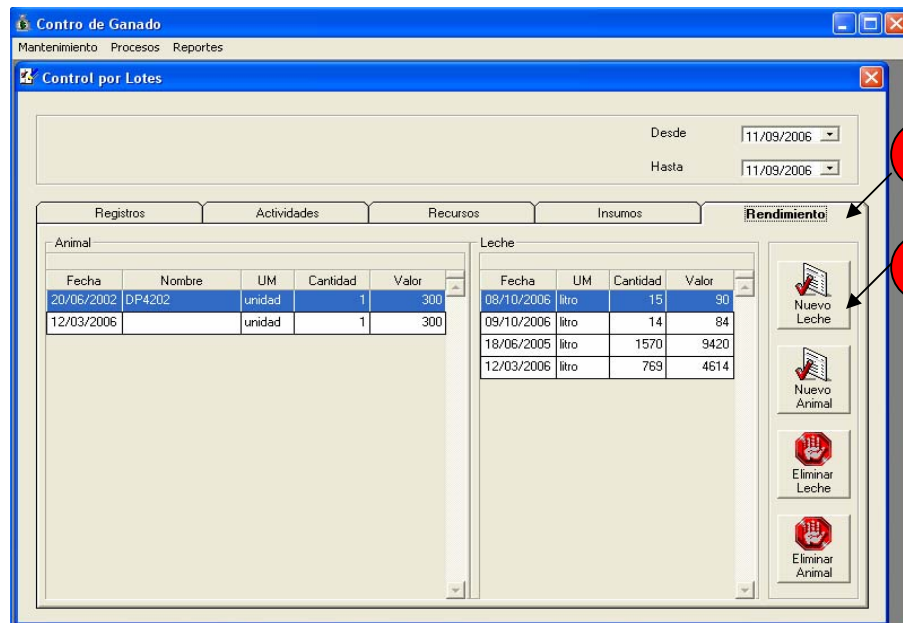 Contro de Ganado
Mantenimiento Procesos Reportes
Control por Lotes
Desde 11/09/2006
Hasta 11/09/2006
Registros Actividades Recursos Insumos Rendimiento
Animal
Fecha Nombre UM Cantidad Valor
20/06/2002 DP4202 unidad 1 300
12/03/2006 unidad 1 300
Leche
Fecha UM Cantidad Valor
08/10/2006 litro 15 90
09/10/2006 litro 14 84
18/06/2005 litro 1570 9420
12/03/2006 litro 769 4614
Nuevo
Leche
Nuevo
Animal
Eliminar
Leche
Eliminar
Animal